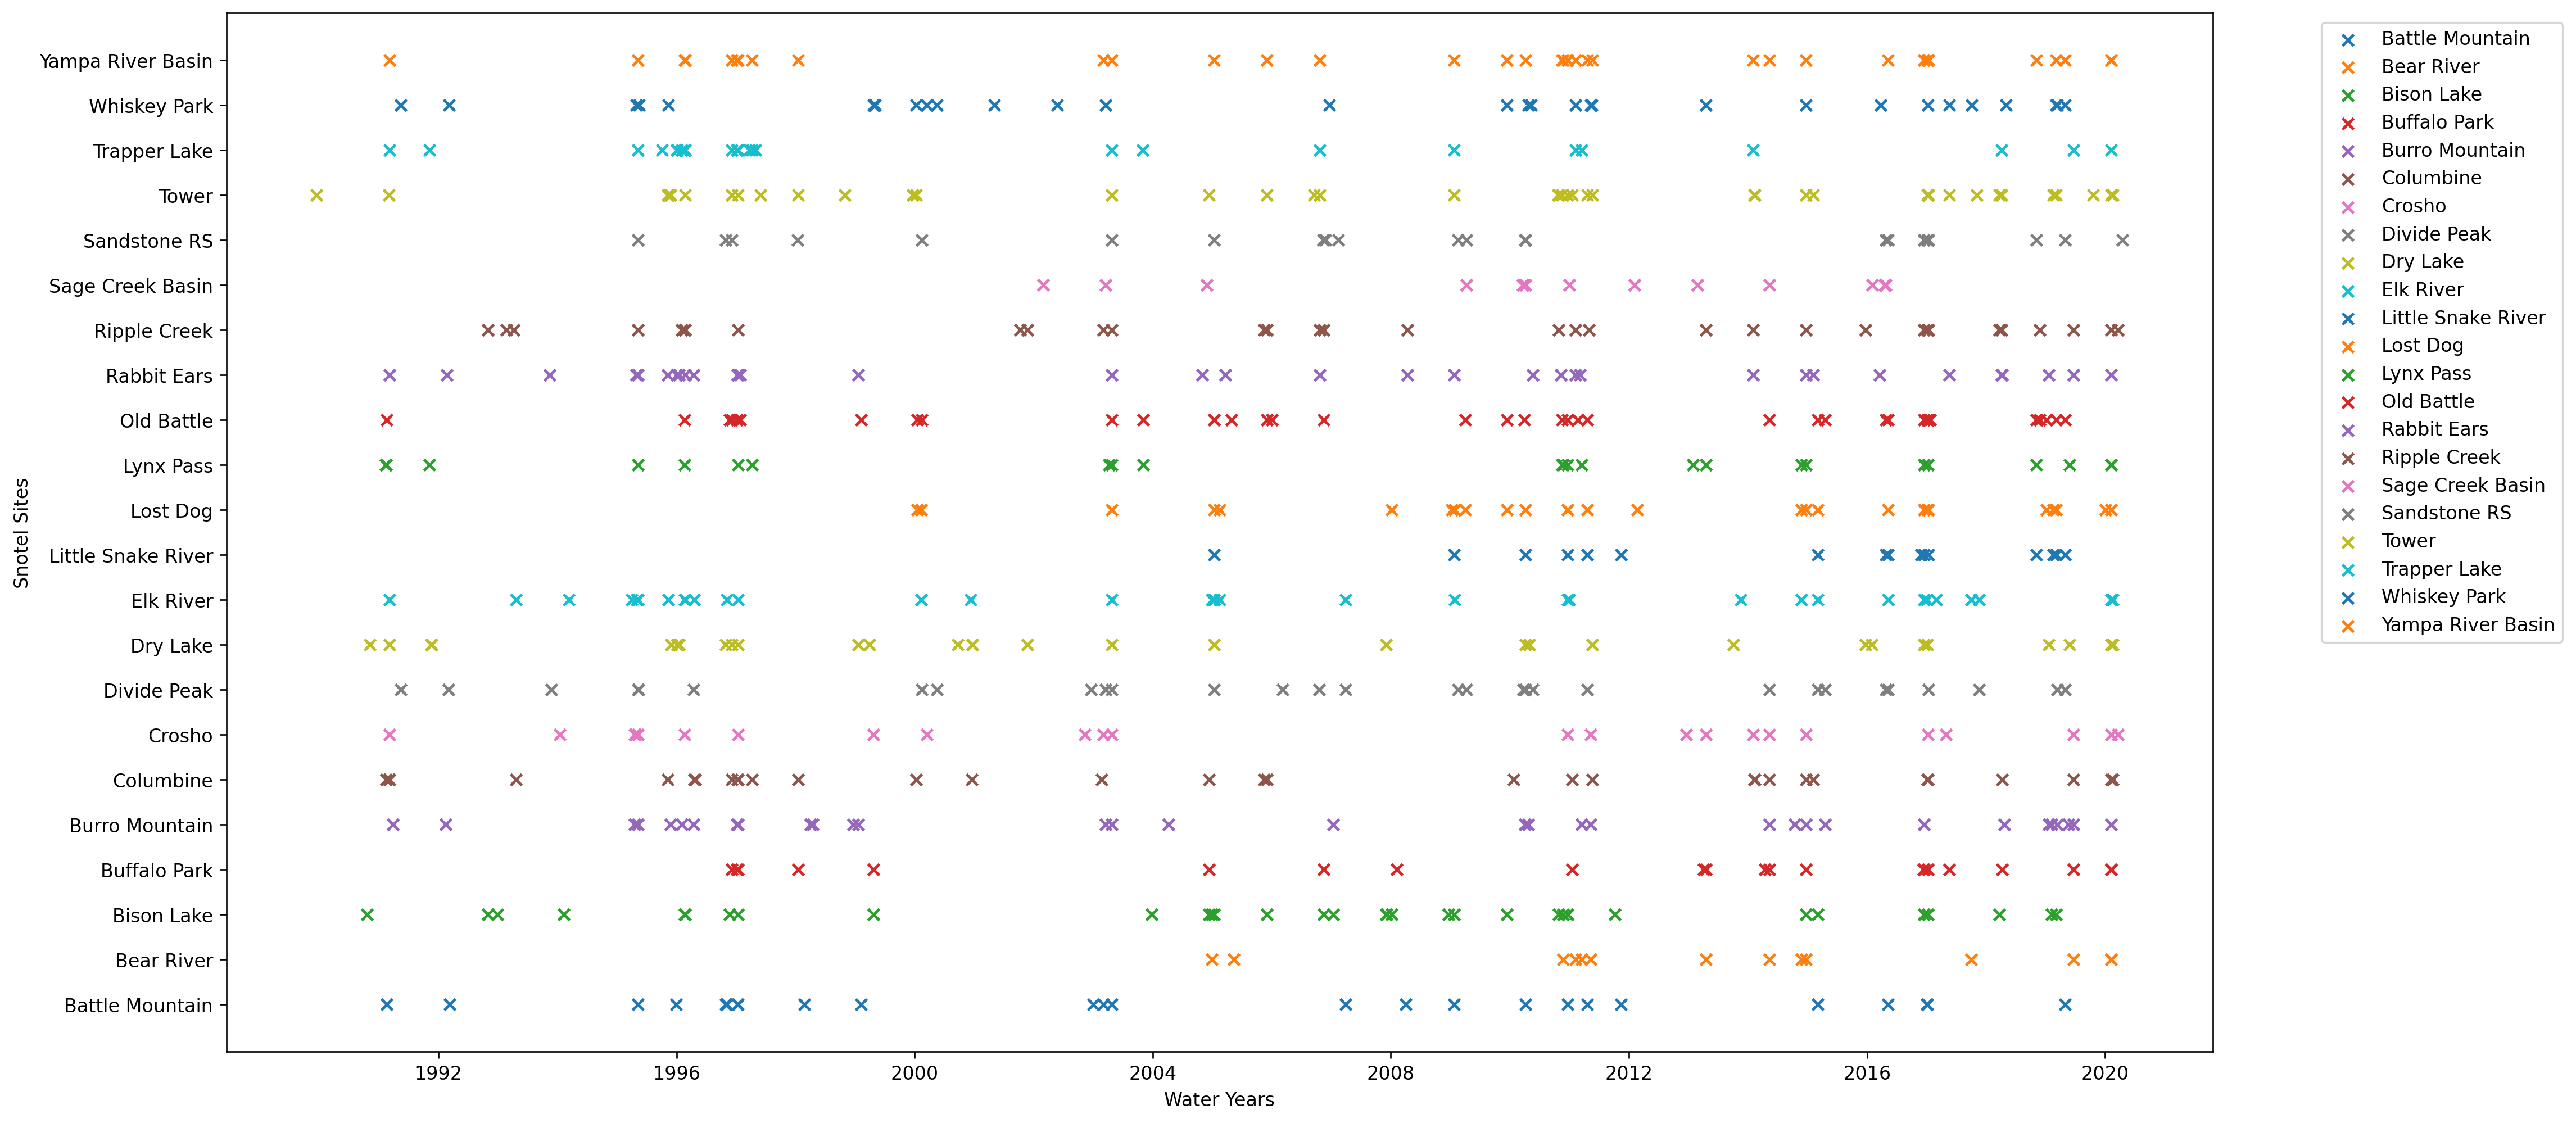 Yampa River Basin
Whiskey Park
Trapper Lake
Tower
Sandstone RS
Sage Creek Basin
Ripple Creek
Rabbit Ears
Old Battle
Lynx Pass
Lost Dog
Little Snake River
Elk River
Dry Lake
Divide Peak
Crosho
Columbine
Burro Mountain
Buffalo Park
Bison Lake
Bear River
Battle Mountain
Snotel Sites
1992 1996 2000 2004 2008 2012 2016 2020
Water Years
Battle Mountain
Bear River
Bison Lake
Buffalo Park
Burro Mountain
Columbine
Crosho
Divide Peak
Dry Lake
Elk River
Little Snake River
Lost Dog
Lynx Pass
Old Battle
Rabbit Ears
Ripple Creek
Sage Creek Basin
Sandstone RS
Tower
Trapper Lake
Whiskey Park
Yampa River Basin